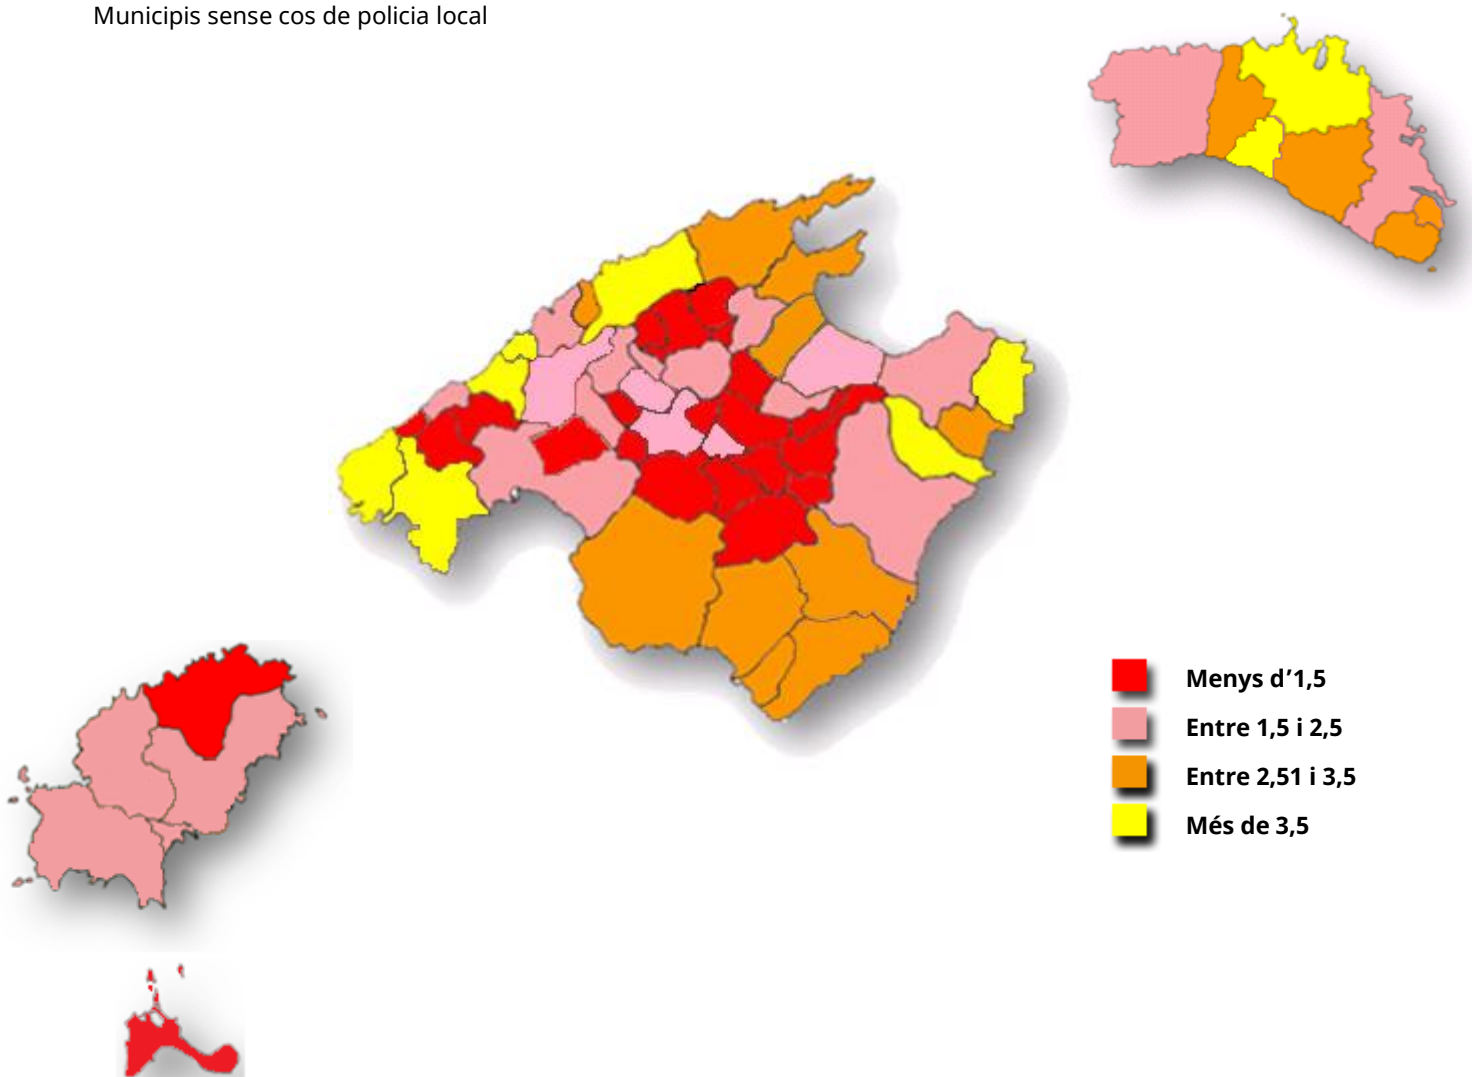 Municipis sense cos de policia local
Menys d’1,5
Entre 1,5 i 2,5
Entre 2,51 i 3,5
Més de 3,5